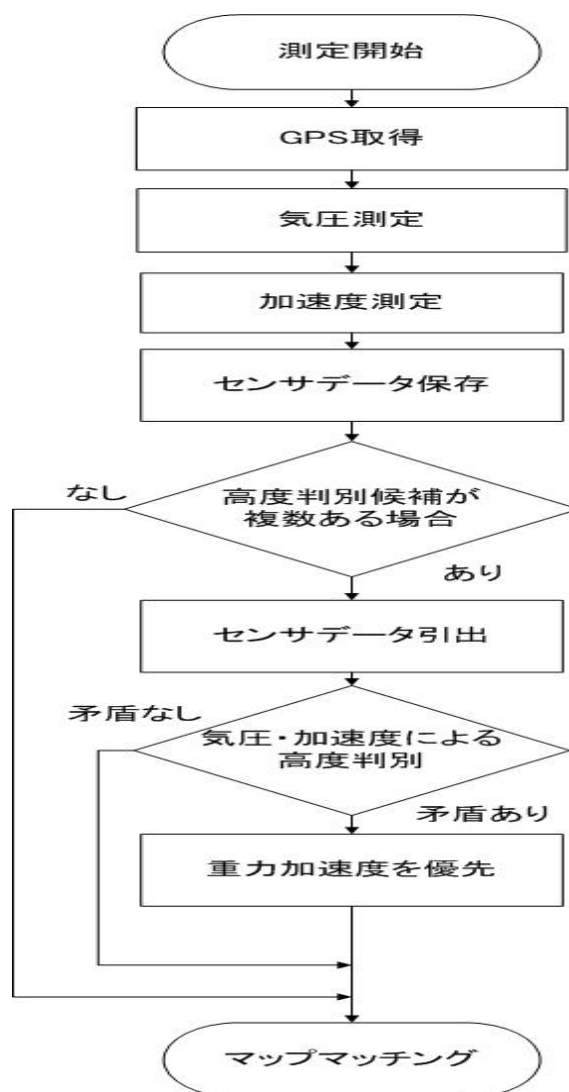 測定開始
GPS取得
気圧測定
加速度測定
センサデータ保存
なし
高度判別候補が
複数ある場合
あり
センサデータ引出
矛盾なし
気圧・加速度による
高度判別
矛盾あり
重力加速度を優先
マップマッチング